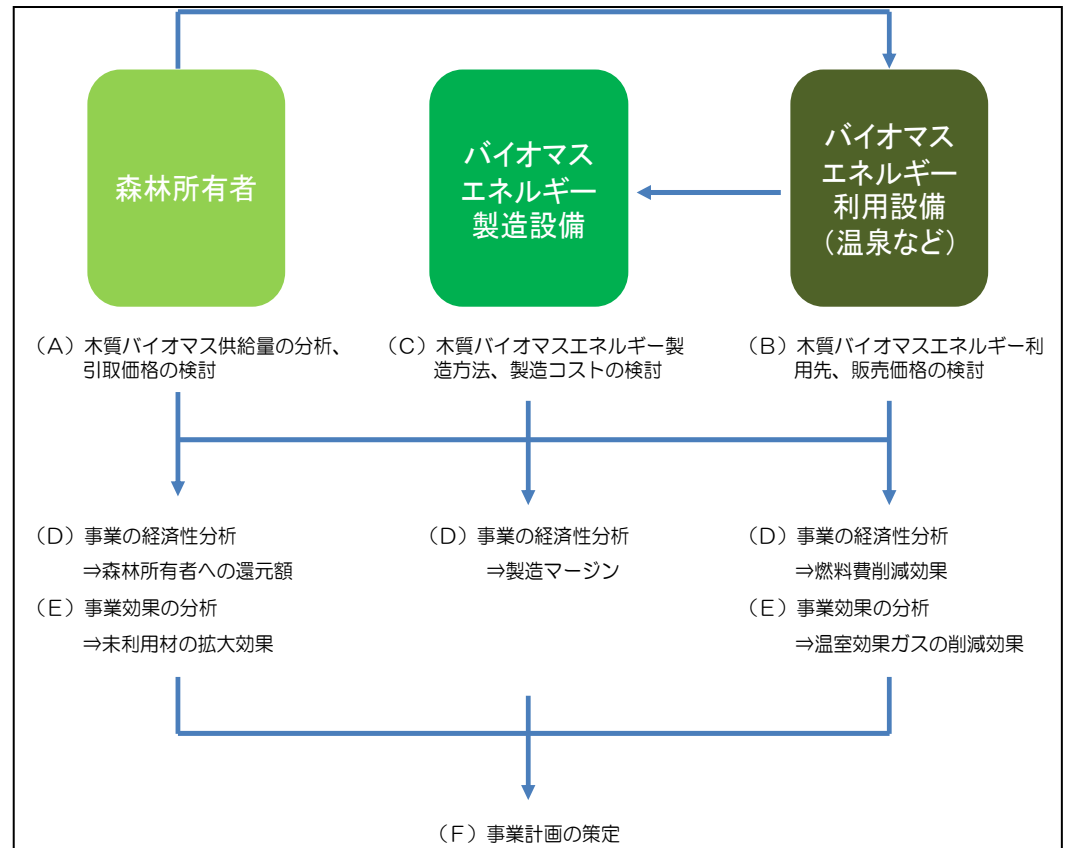 森林所有者
バイオマス
エネルギー
製造設備
バイオマス
エネルギー
利用設備
（温泉など）
（A）木質バイオマス供給量の分析、
引取価格の検討
（C）木質バイオマスエネルギー製
造方法、製造コストの検討
（B）木質バイオマスエネルギー利
用先、販売価格の検討
（D）事業の経済性分析
⇒森林所有者への還元額
（E）事業効果の分析
⇒未利用材の拡大効果
（D）事業の経済性分析
⇒製造マージン
（D）事業の経済性分析
⇒燃料費削減効果
（E）事業効果の分析
⇒温室効果ガスの削減効果
（F）事業計画の策定